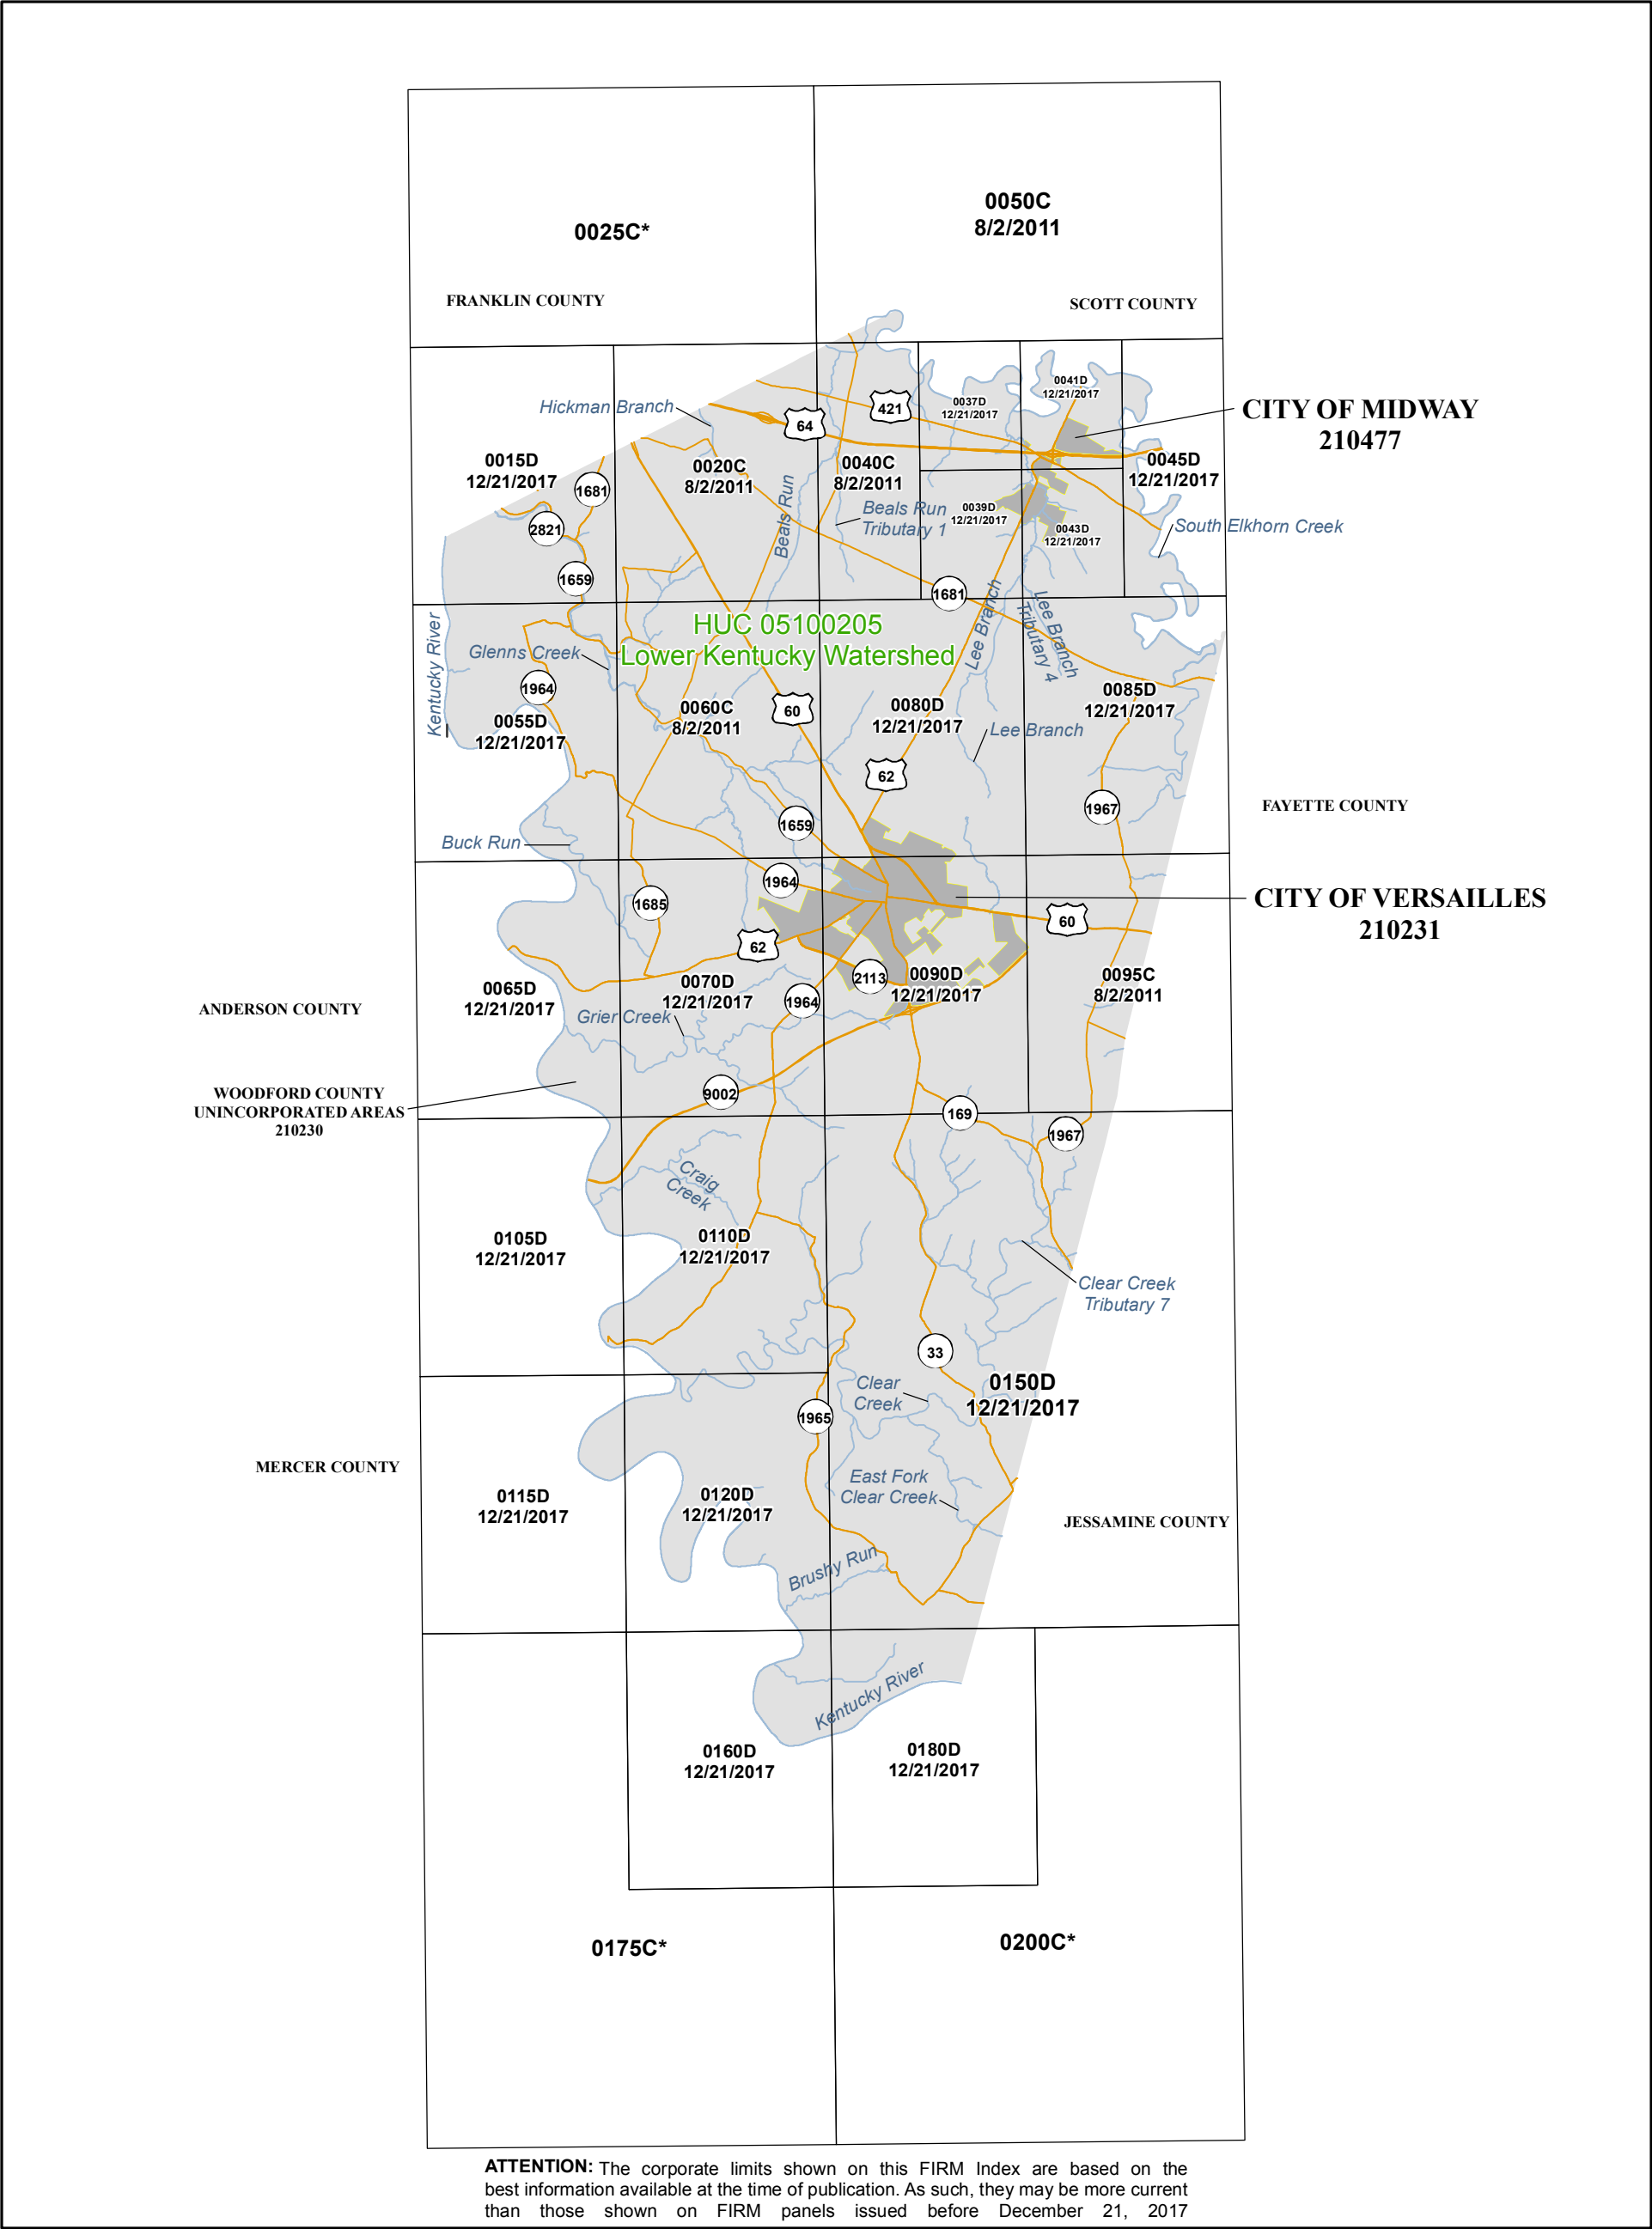 0050C
8/2/2011
0025C*
FRANKLIN COUNTY
SCOTT COUNTY
0041D
12/21/2017
0037D
12/21/2017
Hickman Branch
421
64
CITY OF MIDWAY
210477
0015D
12/21/2017
0020C
8/2/2011
0040C
8/2/2011
0045D
12/21/2017
1681
Beals Run
Beals Run
Tributary 1
0039D
12/21/2017
0043D
12/21/2017
South Elkhorn Creek
2821
1659
1681
Kentucky River
HUC 05100205
Lower Kentucky Watershed
Lee Branch
Lee Branch
Tributary 4
Glenns Creek
1964
0055D
12/21/2017
0060C
8/2/2011
60
0080D
12/21/2017
0085D
12/21/2017
Lee Branch
62
1967
FAYETTE COUNTY
1659
Buck Run
1964
1685
CITY OF VERSAILLES
210231
60
62
2113
0065D
12/21/2017
0070D
12/21/2017
0090D
12/21/2017
0095C
8/2/2011
1964
ANDERSON COUNTY
Grier Creek
WOODFORD COUNTY
UNINCORPORATED AREAS
210230
9002
169
1967
Craig
Creek
0105D
12/21/2017
0110D
12/21/2017
Clear Creek
Tributary 7
33
Clear
Creek
0150D
12/21/2017
1965
MERCER COUNTY
0115D
12/21/2017
0120D
12/21/2017
East Fork
Clear Creek
JESSAMINE COUNTY
Brushy Run
Kentucky River
0160D
12/21/2017
0180D
12/21/2017
0175C*
0200C*
ATTENTION: The corporate limits shown on this FIRM Index are based on the
best information available at the time of publication. As such, they may be more current
than those shown on FIRM panels issued before December 21, 2017